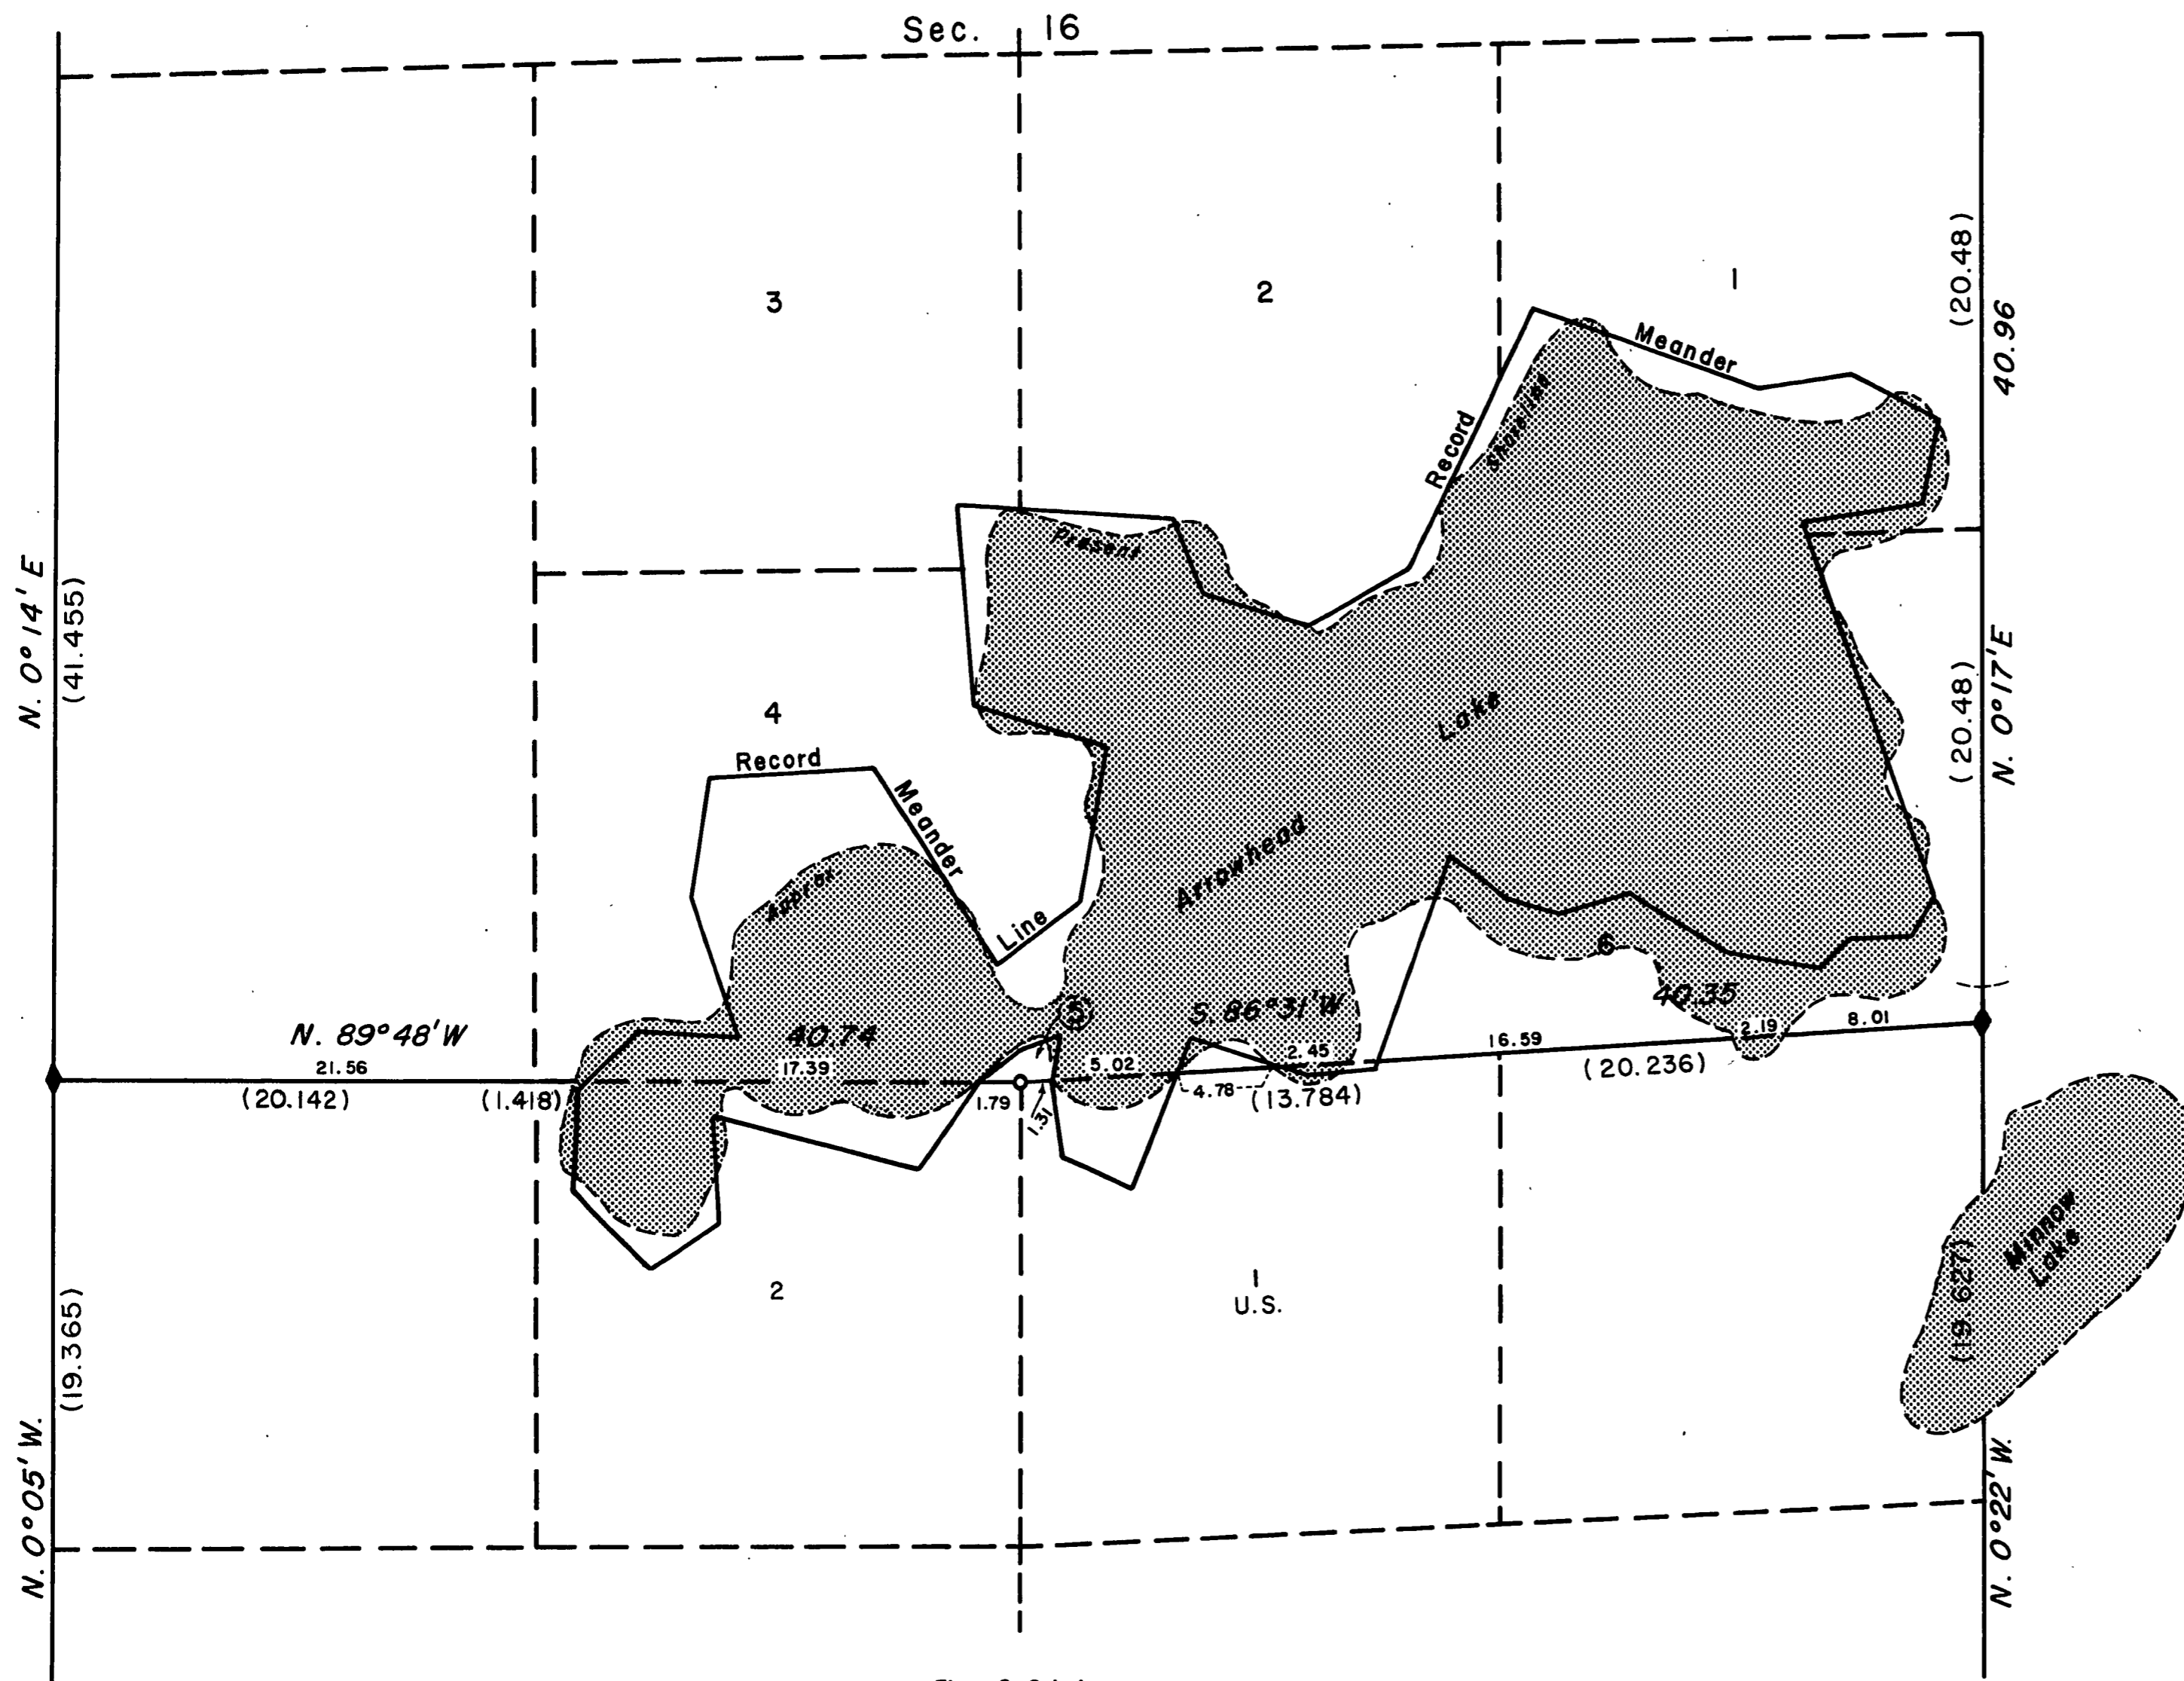 Sec. 16
3
2
1
(20.48)
40.96
Meander
Record
Shoreline
Present
N. 0° 14' E
(41.455)
4
Record
Meander
Line
Lake
Arrowhead
(20.48)
N. 0° 17' E
Approx.
6
5
40.35
S. 86° 31' W
N. 89° 48' W
40.74
21.56
17.39
5.02
2.45
16.59
2.19
8.01
(20.142)
(1.418)
1.79
1.31
4.78
(13.784)
(20.236)
2
1
U.S.
Minnow
Lake
(19.627)
(19.365)
N. 0° 05' W.
N. 0° 22' W.